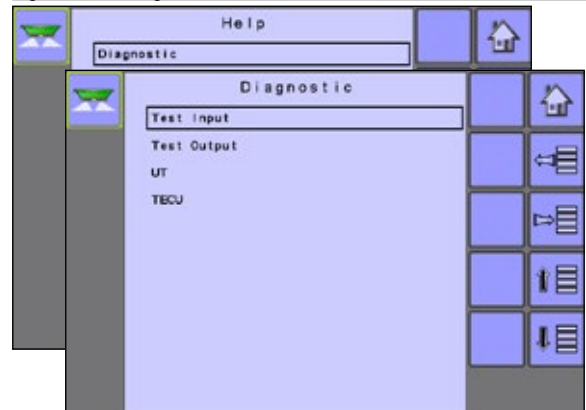 Help
Diagnostic
Diagnostic
Test Input
Test Output
UT
TECU